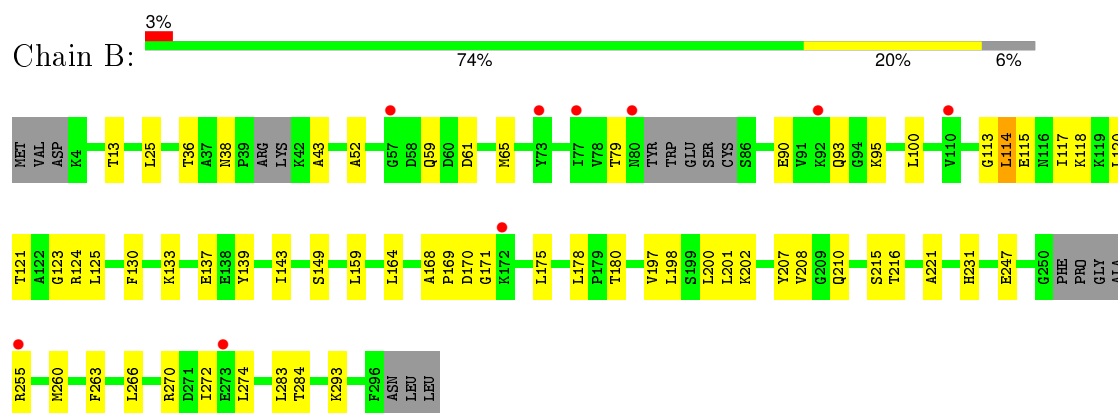 3%
Chain B:
74% 20% 6%
MET VAL ASP K4 T13 L25 T36 A37 N38 P39 ARG LYS K42 A43 A52 G57 D58 Q59 D60 D61 M65 Y73 I77 V78 T79 N80 TYR TRP GLU SER CYS S86 E90 V91 K92 Q93 G94 K95 L100 V110 G113 L114 E115 N116 I117 K118 K119 L120
T121 A122 G123 R124 L125 F130 K133 E137 E138 Y139 I143 S149 L159 L164 A168 P169 D170 G171 K172 L175 L178 P179 T180 V197 L198 S199 L200 L201 K202 Y207 V208 G209 Q210 S215 T216 A221 H231 E247 G250 PHE PRO GLY ALA
R255 M260 F263 L266 R270 D271 I272 E273 L274 L283 T284 K293 F296 ASN LEU LEU